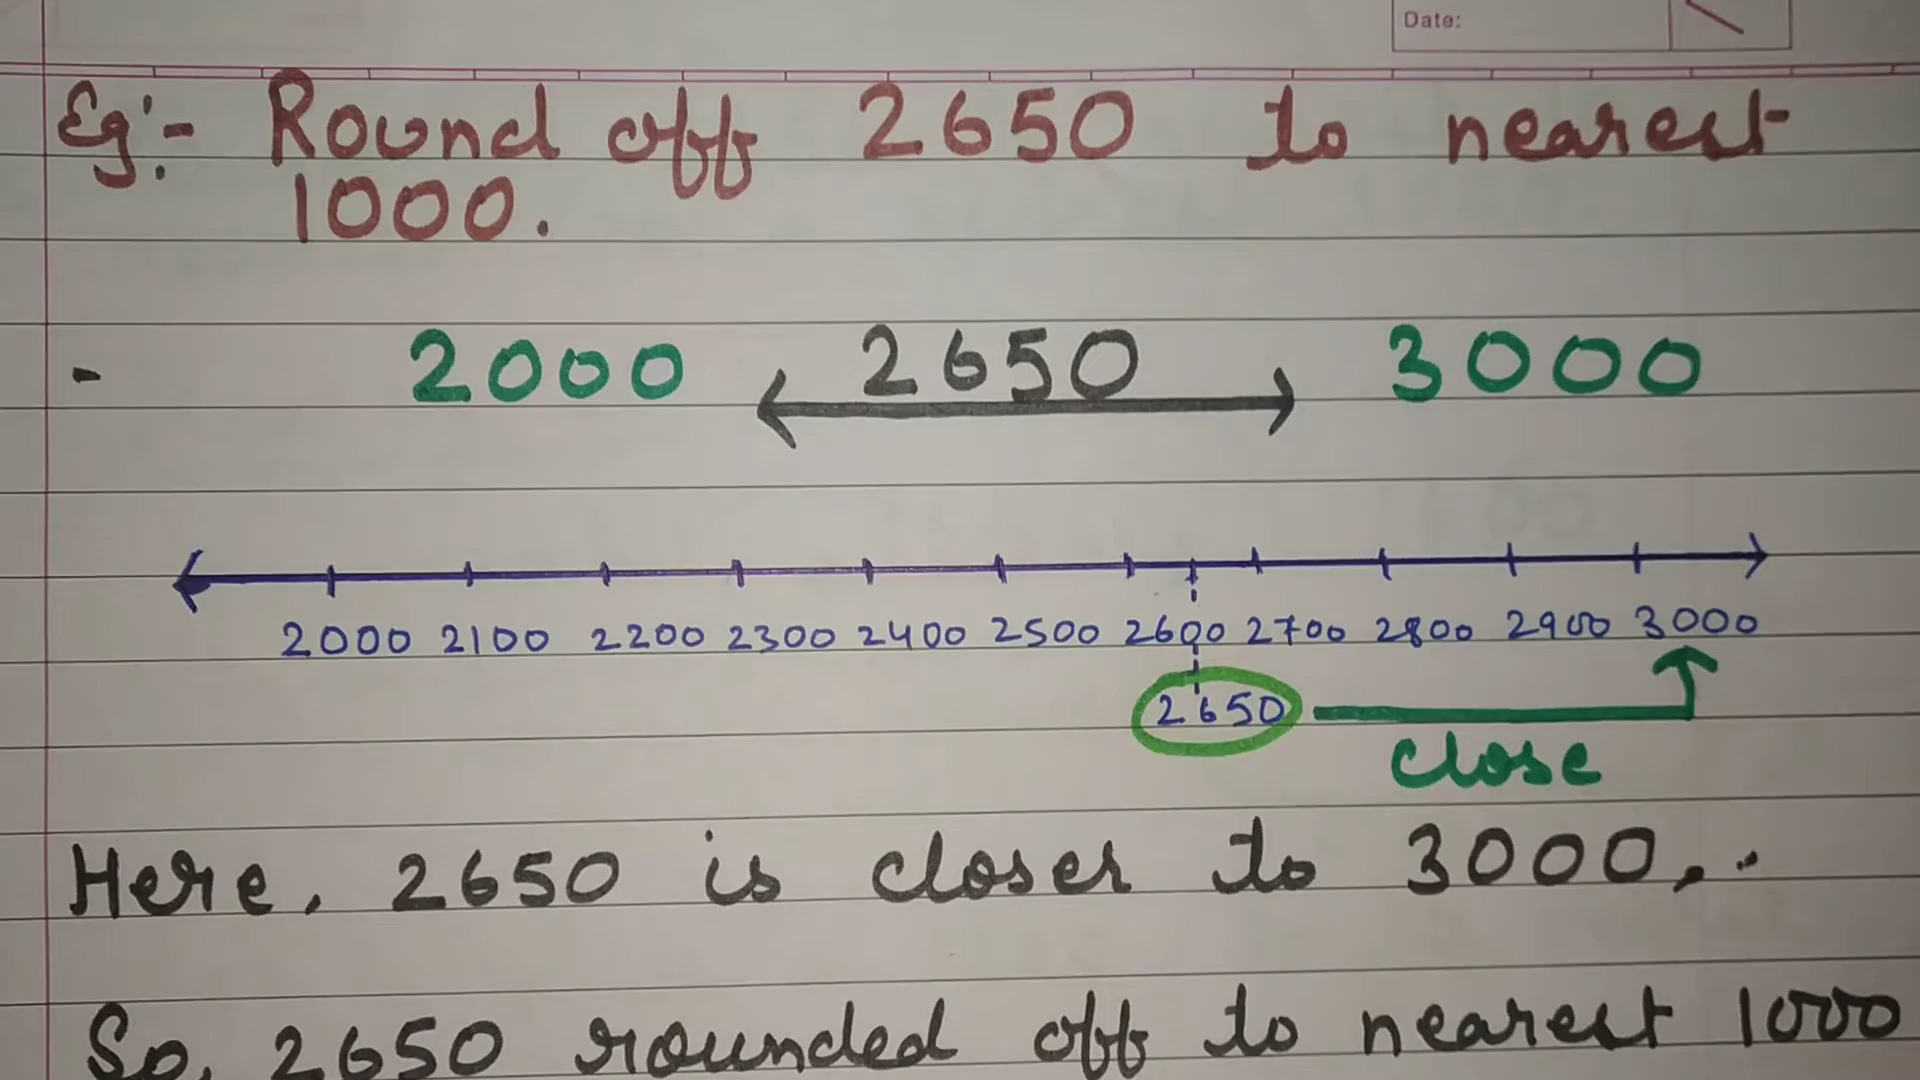 Date:
Eg:- Round off 2650 to nearest
1000.
- 2000 2650 3000
2000 2100 2200 2300 2400 2500 2600 2700 2800 2900 3000
2650
close
Here, 2650 is closer to 3000,.
So, 2650 rounded off to nearest 1000